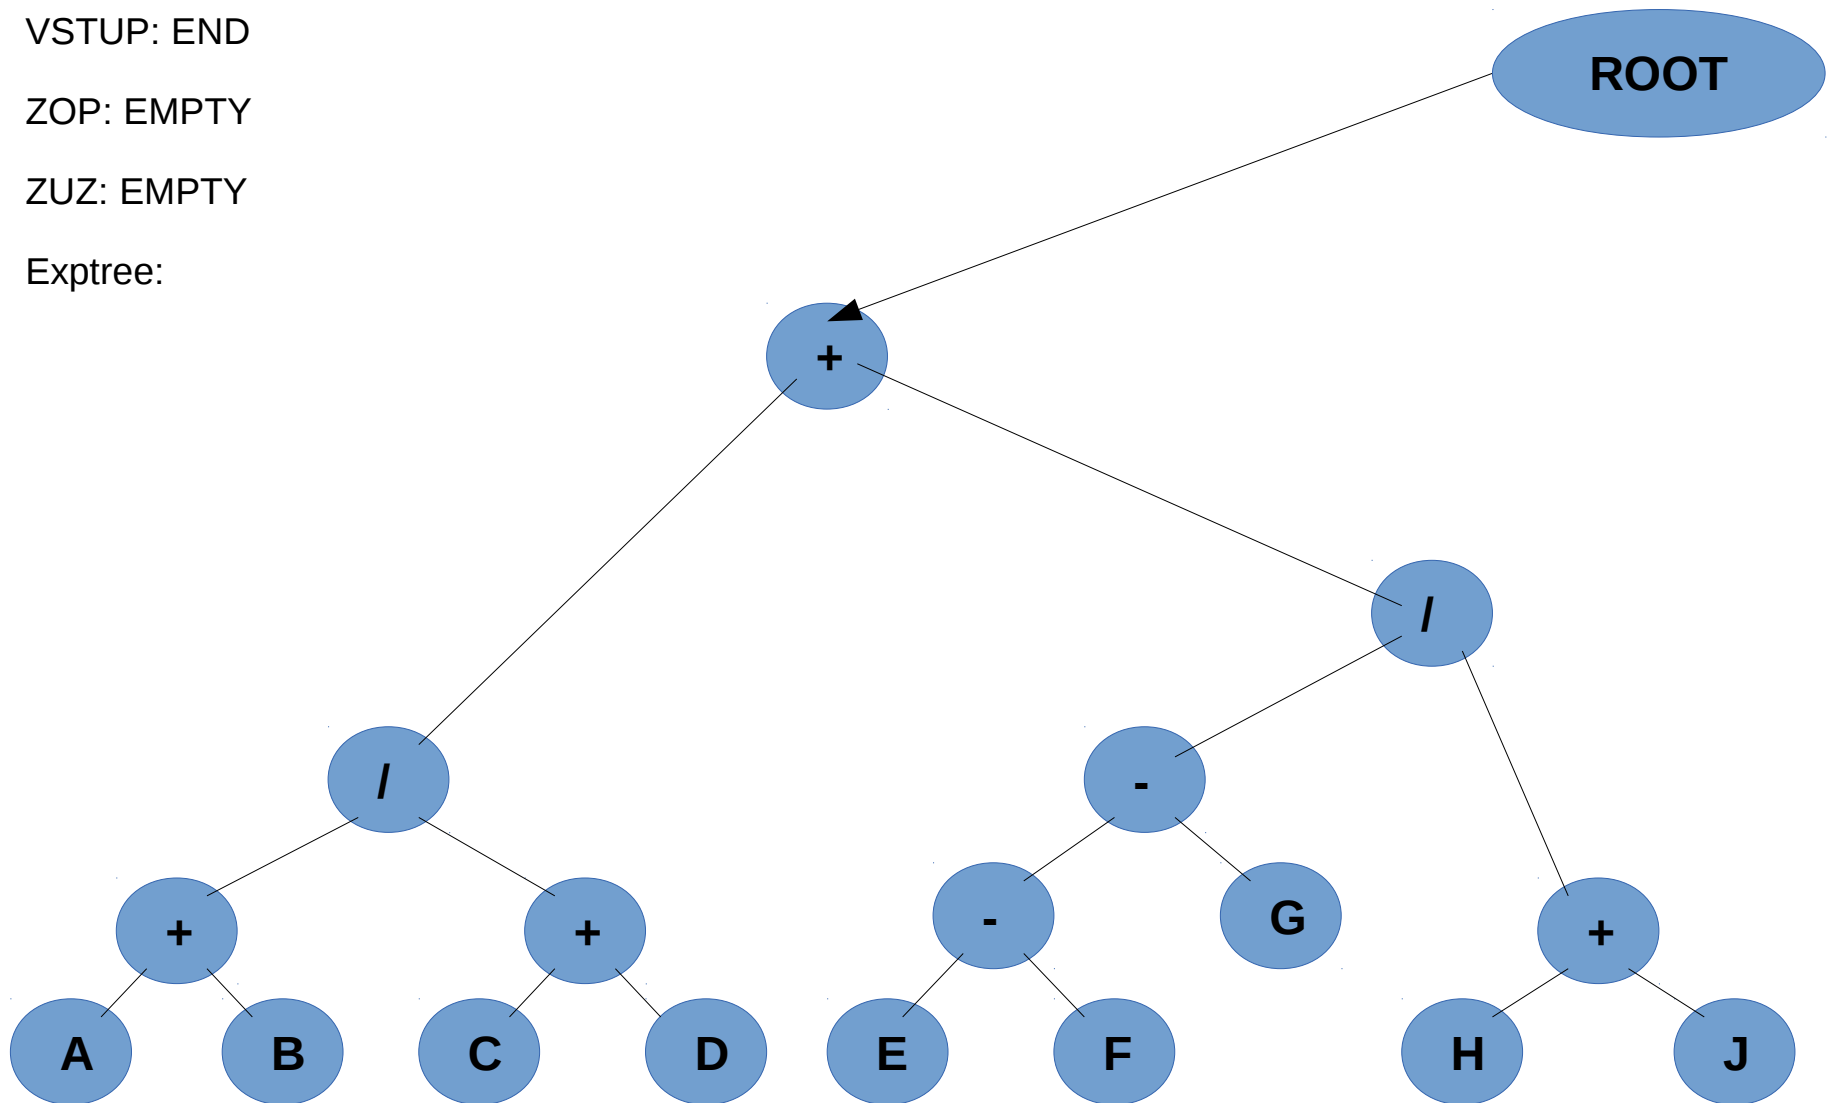 VSTUP: END
ROOT
ZOP: EMPTY
ZUZ: EMPTY
Exptree:
+
/
/
-
+
+
-
G
+
A
B
C
D
E
F
H
J